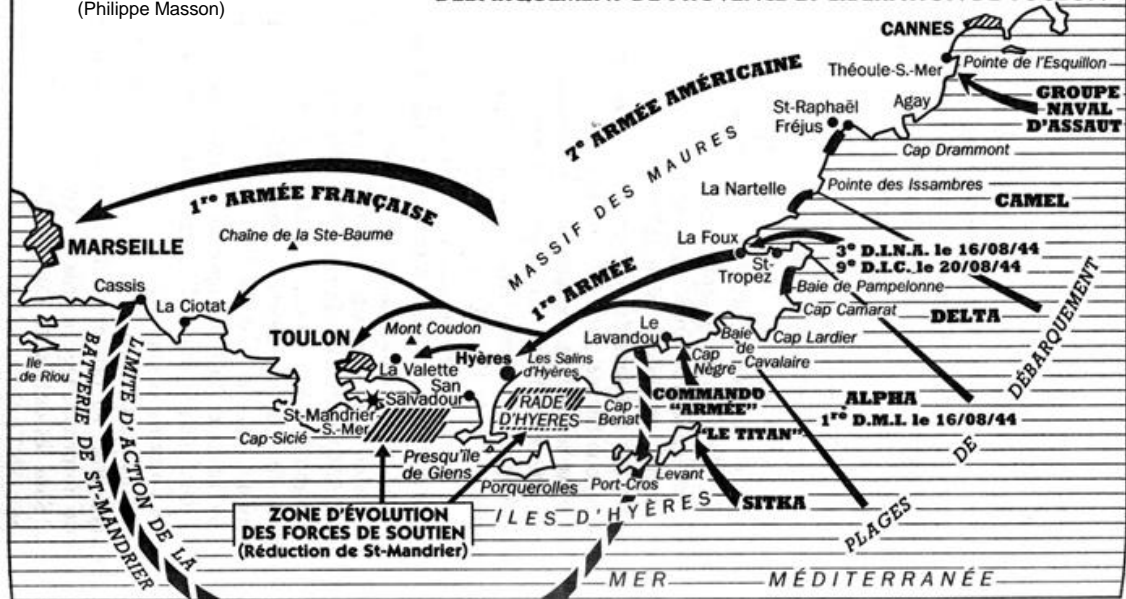 (Philippe Masson)
CANNES
Théoule-S.-Mer
Pointe de l'Esquillon
GROUPE
NAVAL
D'ASSAUT
Agay
St-Raphaël
Fréjus
Cap Drammont
7e ARMÉE AMÉRICAINE
MASSIF DES MAURES
La Nartelle
Pointe des Issambres
CAMEL
1re ARMÉE FRANÇAISE
MARSEILLE
Chaîne de la Ste-Baume
La Foux
3e D.I.N.A. le 16/08/44
9e D.I.C. le 20/08/44
St-
Tropez
Baie de Pampelonne
1re ARMÉE
Cap Camarat
DELTA
Cassis
La Ciotat
TOULON
Mont Coudon
Le
Lavandou
Baie
de
Cavalaire
Cap Lardier
Hyères
Les Salins
d'Hyères
Cap
Nègre
Ile
de Riou
La Valette
San
Salvadour
RADE
D'HYERES
Cap
Benat
COMMANDO
"ARMÉE"
"LE TITAN"
ALPHA
1re D.M.I. le 16/08/44
St-Mandrier-
S.-Mer
Cap-Sicié
Presqu'île
de Giens
Porquerolles
Port-Cros
Levant
SITKA
ILES D'HYÈRES
ZONE D'ÉVOLUTION
DES FORCES DE SOUTIEN
(Réduction de St-Mandrier)
LIMITE D'ACTION DE LA
BATTERIE DE ST-MANDRIER
PLAGES DE DÉBARQUEMENT
MER MÉDITERRANÉE